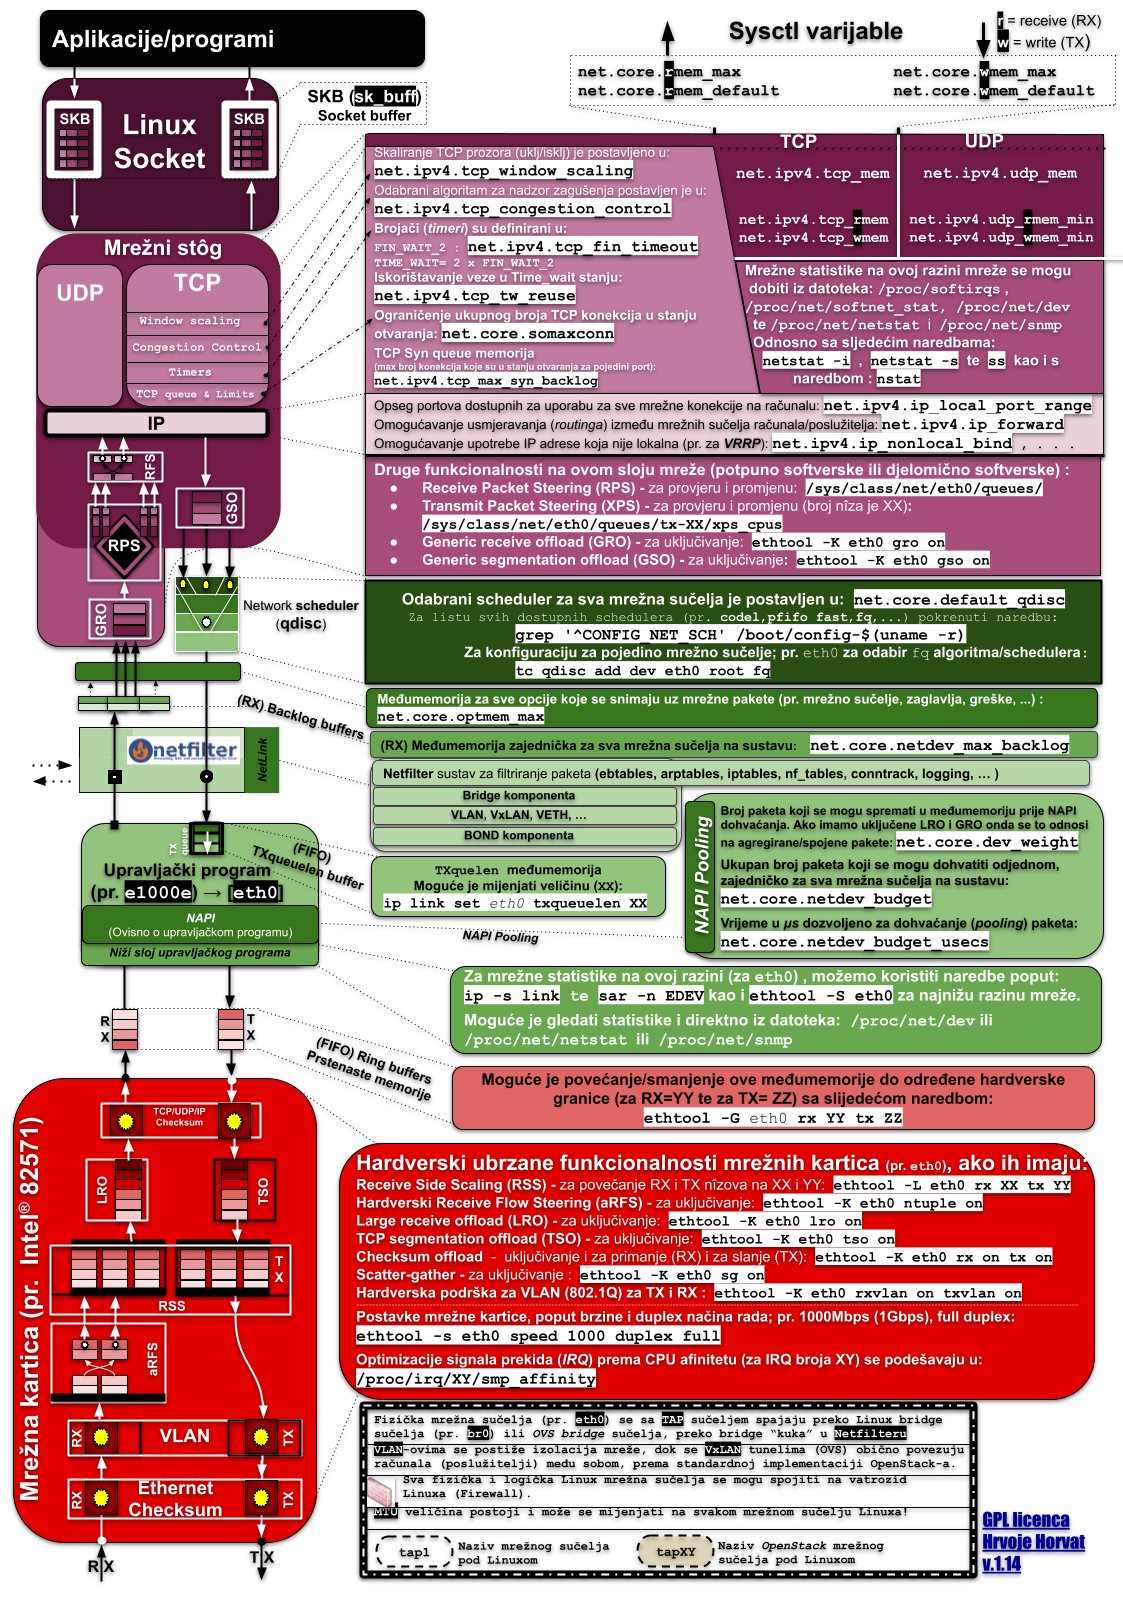 Aplikacije/programi
Sysctl varijable
r = receive (RX)
w = write (TX)
net.core.rmem_max
net.core.rmem_default
net.core.wmem_max
net.core.wmem_default
SKB
Linux
Socket
SKB
SKB (sk_buff)
Socket buffer
Mrežni stôg
UDP
TCP
Window scaling
Congestion Control
Timers
TCP queue & Limits
IP
RFS
GSO
RPS
GRO
Network scheduler
(qdisc)
Skaliranje TCP prozora (uklj/isklj) je postavljeno u:
net.ipv4.tcp_window_scaling
Odabrani algoritam za nadzor zagušenja postavljen je u:
net.ipv4.tcp_congestion_control
Brojači (timeri) su definirani u:
FIN_WAIT_2 : net.ipv4.tcp_fin_timeout
TIME_WAIT= 2 x FIN_WAIT_2
Iskorištavanje veze u Time_wait stanju:
net.ipv4.tcp_tw_reuse
Ograničenje ukupnog broja TCP konekcija u stanju
otvaranja: net.core.somaxconn
TCP Syn queue memorija
(max broj konekcija koje su u stanju otvaranja za pojedini port):
net.ipv4.tcp_max_syn_backlog
TCP
UDP
net.ipv4.tcp_mem
net.ipv4.udp_mem
net.ipv4.tcp_rmem
net.ipv4.tcp_wmem
net.ipv4.udp_rmem_min
net.ipv4.udp_wmem_min
Mrežne statistike na ovoj razini mreže se mogu
dobiti iz datoteka: /proc/softirqs ,
/proc/net/softnet_stat, /proc/net/dev
te /proc/net/netstat i /proc/net/snmp
Odnosno sa sljedećim naredbama:
netstat -i , netstat -s te ss kao i s
naredbom : nstat
Opseg portova dostupnih za uporabu za sve mrežne konekcije na računalu: net.ipv4.ip_local_port_range
Omogućavanje usmjeravanja (routinga) između mrežnih sučelja računala/poslužitelja: net.ipv4.ip_forward
Omogućavanje upotrebe IP adrese koja nije lokalna (pr. za VRRP): net.ipv4.ip_nonlocal_bind , . . .
Druge funkcionalnosti na ovom sloju mreže (potpuno softverske ili djelomično softverske) :
● Receive Packet Steering (RPS) - za provjeru i promjenu: /sys/class/net/eth0/queues/
● Transmit Packet Steering (XPS) - za provjeru i promjenu (broj nîza je XX):
/sys/class/net/eth0/queues/tx-XX/xps_cpus
● Generic receive offload (GRO) - za uključivanje: ethtool -K eth0 gro on
● Generic segmentation offload (GSO) - za uključivanje: ethtool -K eth0 gso on
Odabrani scheduler za sva mrežna sučelja je postavljen u: net.core.default_qdisc
Za listu svih dostupnih schedulera (pr. codel,pfifo fast,fq,...) pokrenuti naredbu:
grep '^CONFIG NET_SCH' /boot/config-$(uname -r)
Za konfiguraciju za pojedino mrežno sučelje; pr. eth0 za odabir fq algoritma/schedulera:
tc qdisc add dev eth0 root fq
(RX) Backlog buffers
Međumemorija za sve opcije koje se snimaju uz mrežne pakete (pr. mrežno sučelje, zaglavlja, greške, ...) :
net.core.optmem_max
(RX) Međumemorija zajednička za sva mrežna sučelja na sustavu: net.core.netdev_max_backlog
netfilter
NetLink
Netfilter sustav za filtriranje paketa (ebtables, arptables, iptables, nf_tables, conntrack, logging, … )
Bridge komponenta
VLAN, VxLAN, VETH, …
BOND komponenta
TX queue
Upravljački program
(pr. e1000e) → [eth0]
NAPI
(Ovisno o upravljačkom programu)
Niži sloj upravljačkog programa
(FIFO)
TXqueuelen buffer
NAPI Pooling
TXquelen međumemorija
Moguće je mijenjati veličinu (XX):
ip link set eth0 txqueuelen XX
NAPI Pooling
Broj paketa koji se mogu spremati u međumemoriju prije NAPI
dohvaćanja. Ako imamo uključene LRO i GRO onda se to odnosi
na agregirane/spojene pakete: net.core.dev_weight
Ukupan broj paketa koji se mogu dohvatiti odjednom,
zajedničko za sva mrežna sučelja na sustavu:
net.core.netdev_budget
Vrijeme u µs dozvoljeno za dohvaćanje (pooling) paketa:
net.core.netdev_budget_usecs
Za mrežne statistike na ovoj razini (za eth0) , možemo koristiti naredbe poput:
ip -s link te sar -n EDEV kao i ethtool -S eth0 za najnižu razinu mreže.
Moguće je gledati statistike i direktno iz datoteka: /proc/net/dev ili
/proc/net/netstat ili /proc/net/snmp
R X
T X
(FIFO) Ring buffers
Prstenaste memorije
Moguće je povećanje/smanjenje ove međumemorije do određene hardverske
granice (za RX=YY te za TX= ZZ) sa slijedećom naredbom:
ethtool -G eth0 rx YY tx ZZ
Mrežna kartica (pr. Intel® 82571)
TCP/UDP/IP
Checksum
LRO
TSO
T X
RSS
aRFS
RX
VLAN
TX
RX
Ethernet
Checksum
TX
R X
T X
Hardverski ubrzane funkcionalnosti mrežnih kartica (pr. eth0), ako ih imaju:
Receive Side Scaling (RSS) - za povečanje RX i TX nîzova na XX i YY: ethtool -L eth0 rx XX tx YY
Hardverski Receive Flow Steering (aRFS) - za uključivanje: ethtool -K eth0 ntuple on
Large receive offload (LRO) - za uključivanje: ethtool -K eth0 lro on
TCP segmentation offload (TSO) - za uključivanje: ethtool -K eth0 tso on
Checksum offload - uključivanje i za primanje (RX) i za slanje (TX): ethtool -K eth0 rx on tx on
Scatter-gather - za uključivanje : ethtool -K eth0 sg on
Hardverska podrška za VLAN (802.1Q) za TX i RX : ethtool -K eth0 rxvlan on txvlan on
Postavke mrežne kartice, poput brzine i duplex načina rada; pr. 1000Mbps (1Gbps), full duplex:
ethtool -s eth0 speed 1000 duplex full
Optimizacije signala prekida (IRQ) prema CPU afinitetu (za IRQ broja XY) se podešavaju u:
/proc/irq/XY/smp_affinity
Fizička mrežna sučelja (pr. eth0) se sa TAP sučeljem spajaju preko Linux bridge
sučelja (pr. br0) ili OVS bridge sučelja, preko bridge “kuka” u Netfilteru
VLAN-ovima se postiže izolacija mreže, dok se VxLAN tunelima (OVS) obično povezuju
računala (poslužitelji) međusobom, prema standardnoj implementaciji OpenStack-a.
Sva fizička i logička Linux mrežna sučelja se mogu spojiti na vatrozid
Linuxa (Firewall).
MTU veličina postoji i može se mijenjati na svakom mrežnom sučelju Linuxa!
tap1
Naziv mrežnog sučelja
pod Linuxom
tapXY
Naziv OpenStack mrežnog
sučelja pod Linuxom
GPL licenca
Hrvoje Horvat
v.1.14